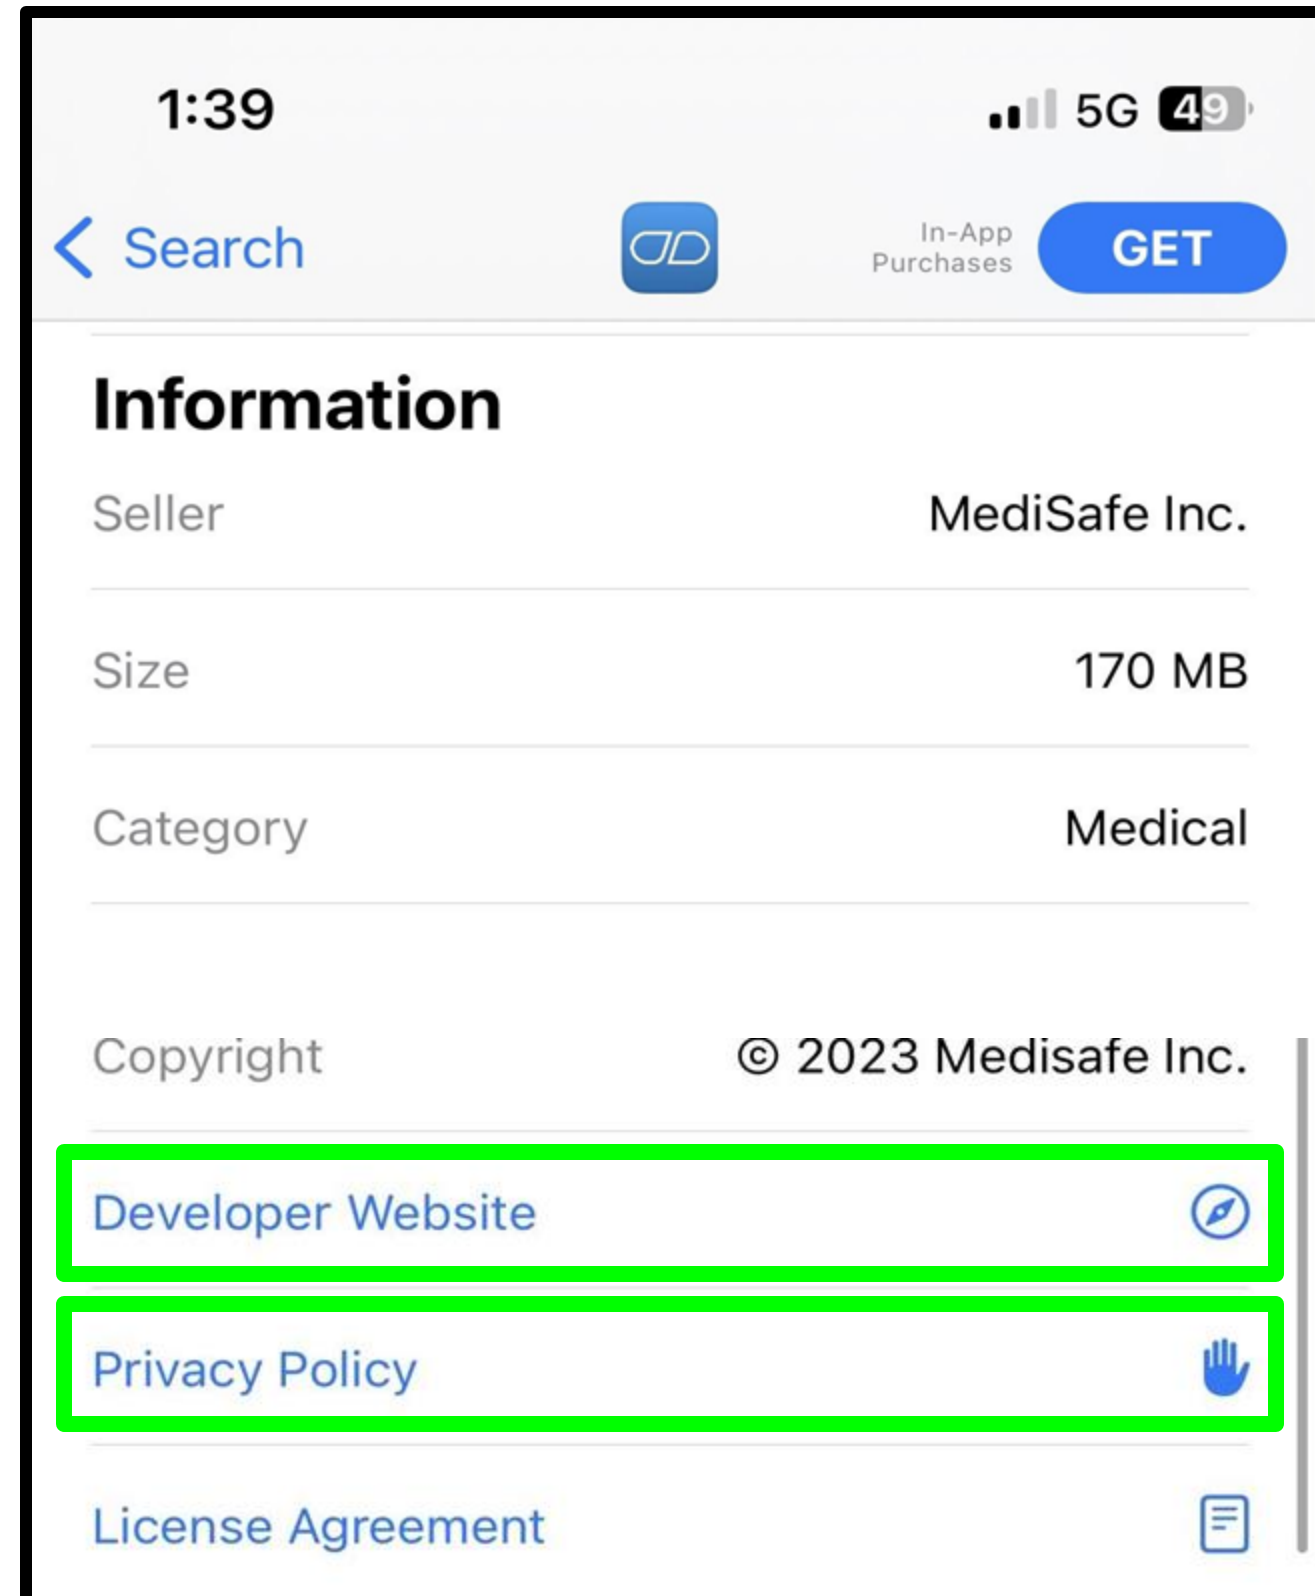 1:39
5G 49
Search
In-App
Purchases
GET
Information
Seller
MediSafe Inc.
Size
170 MB
Category
Medical
Copyright
© 2023 Medisafe Inc.
Developer Website
Privacy Policy
License Agreement